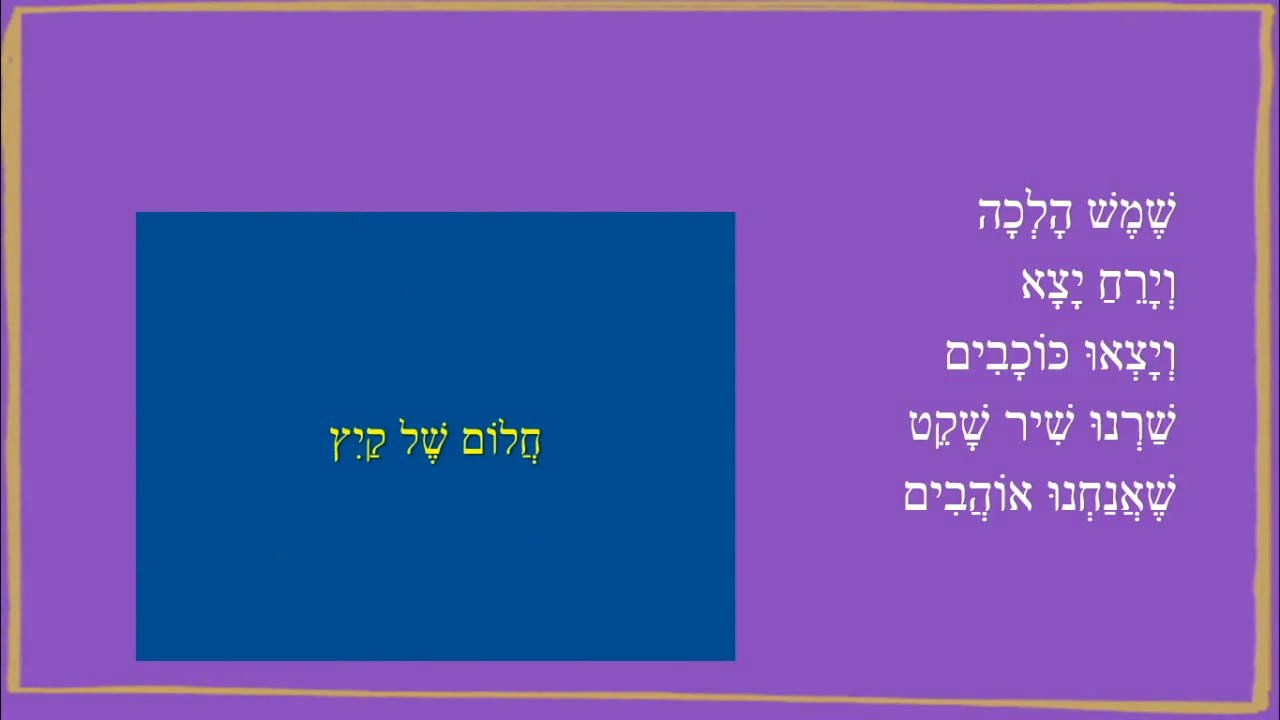 שֶׁמֶשׁ הָלְכָה
וְיָרֵחַ יָצָא
וְיָצְאוּ כּוֹכָבִים
שַׁרְנוּ שִׁיר שָׁקֵט
שֶׁאֲנַחְנוּ אוֹהֲבִים
חֲלוֹם שֶׁל קַיִץ